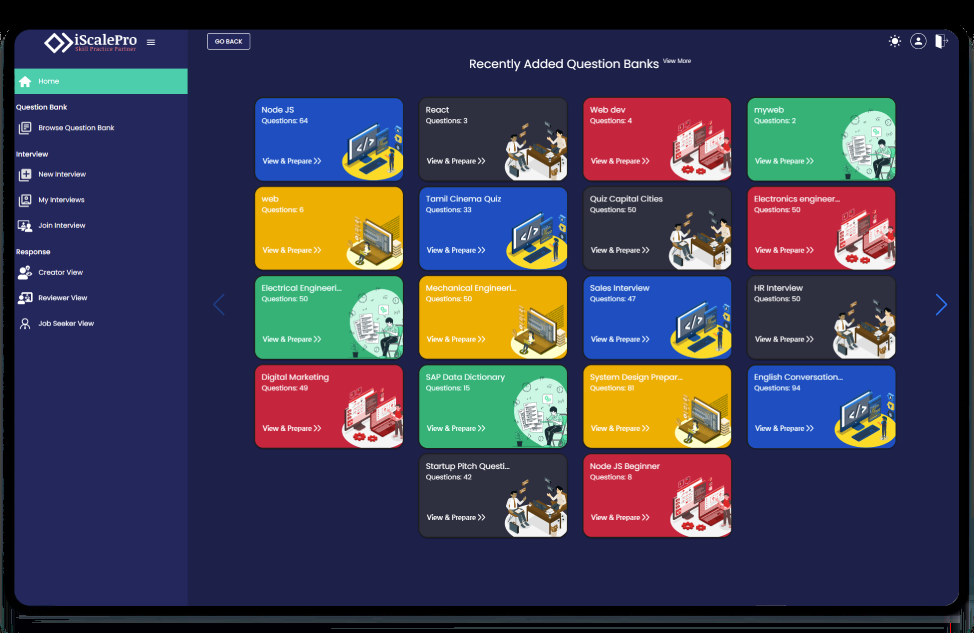 iScalePro
Skill Practice Partner
GO BACK
Recently Added Question Banks View More
Home
Question Bank
Browse Question Bank
Interview
New Interview
My Interviews
Join Interview
Response
Creator View
Reviewer View
Job Seeker View
Node JS
Questions: 64
View & Prepare >>
React
Questions: 3
View & Prepare >>
Web dev
Questions: 4
View & Prepare >>
myweb
Questions: 2
View & Prepare >>
web
Questions: 6
View & Prepare >>
Tamil Cinema Quiz
Questions: 33
View & Prepare >>
Quiz Capital Cities
Questions: 50
View & Prepare >>
Electronics engineer...
Questions: 50
View & Prepare >>
Electrical Engineeri...
Questions: 50
View & Prepare >>
Mechanical Engineeri...
Questions: 50
View & Prepare >>
Sales Interview
Questions: 47
View & Prepare >>
HR Interview
Questions: 50
View & Prepare >>
Digital Marketing
Questions: 49
View & Prepare >>
SAP Data Dictionary
Questions: 15
View & Prepare >>
System Design Prepar...
Questions: 81
View & Prepare >>
English Conversation...
Questions: 94
View & Prepare >>
Startup Pitch Questi...
Questions: 42
View & Prepare >>
Node JS Beginner
Questions: 8
View & Prepare >>